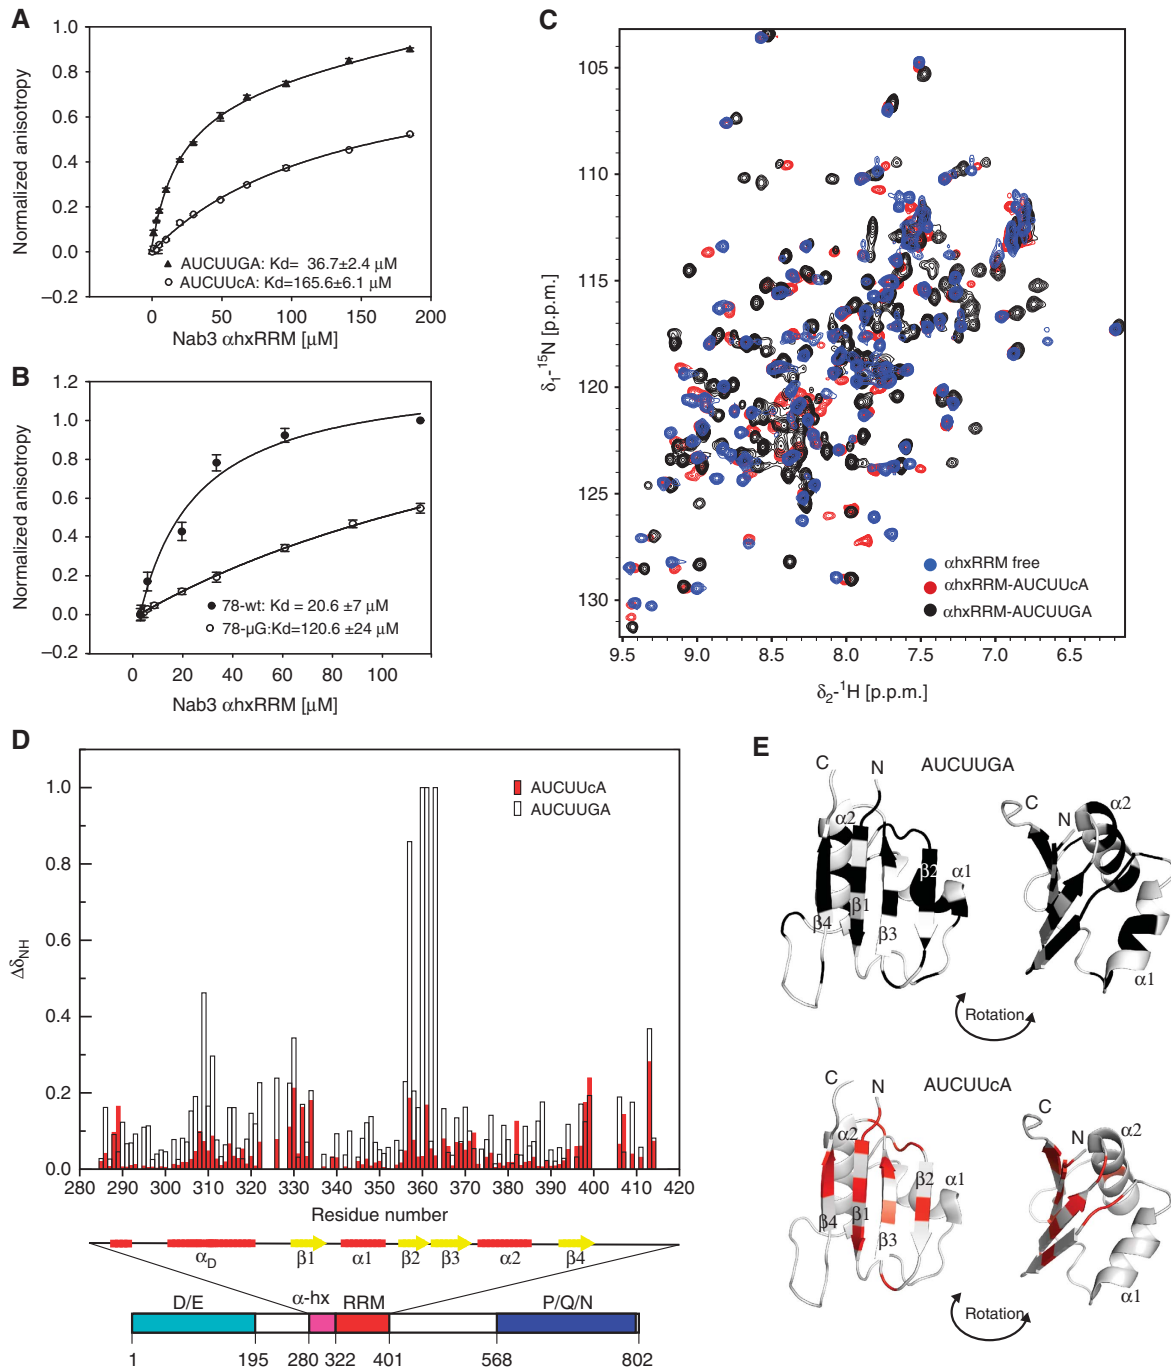 A
Normalized anisotropy
1.0
0.8
0.6
0.4
0.2
0.0
–0.2
AUCUUGA: Kd= 36.7±2.4 μM
AUCUUcA: Kd=165.6±6.1 μM
0 50 100 150 200
Nab3 αhxRRM [μM]
B
Normalized anisotropy
1.2
1.0
0.8
0.6
0.4
0.2
0.0
–0.2
78-wt: Kd = 20.6 ±7 μM
78-μG:Kd=120.6 ±24 μM
0 20 40 60 80 100
Nab3 αhxRRM [μM]
C
δ1-15N [p.p.m.]
105
110
115
120
125
130
αhxRRM free
αhxRRM-AUCUUcA
αhxRRM-AUCUUGA
9.5 9.0 8.5 8.0 7.5 7.0 6.5
δ2-1H [p.p.m.]
D
ΔδNH
1.0
0.8
0.6
0.4
0.2
0.0
AUCUUcA
AUCUUGA
280 290 300 310 320 330 340 350 360 370 380 390 400 410 420
Residue number
αD β1 α1 β2 β3 α2 β4
D/E α-hx RRM P/Q/N
1 195 280 322 401 568 802
E
AUCUUGA
C N α2 β2 α1 β1 β4 β3
C N α2 α1
Rotation
AUCUUcA
C N α2 β2 α1 β1 β4 β3
C N α2 α1
Rotation